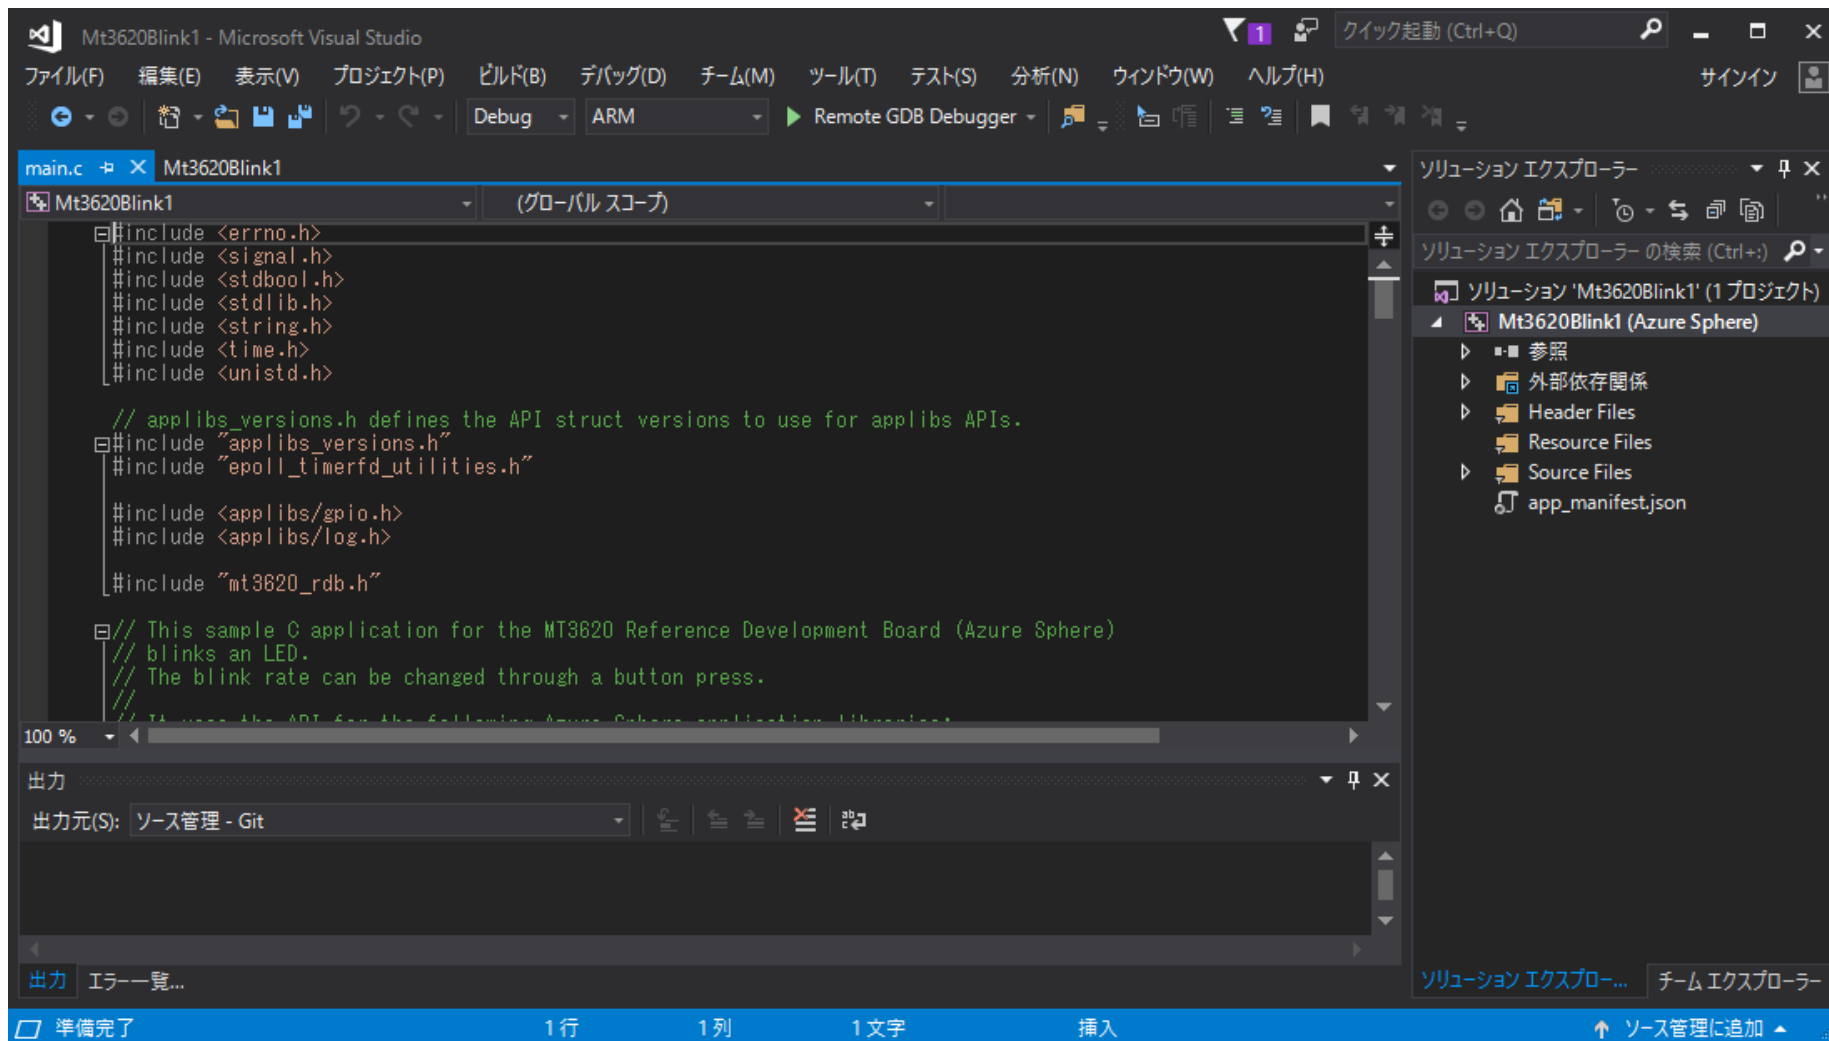 Mt3620Blink1 - Microsoft Visual Studio
1
クイック起動 (Ctrl+Q)
ファイル(F) 編集(E) 表示(V) プロジェクト(P) ビルド(B) デバッグ(D) チーム(M) ツール(T) テスト(S) 分析(N) ウィンドウ(W) ヘルプ(H)
サインイン
Debug ARM Remote GDB Debugger
main.c Mt3620Blink1
Mt3620Blink1 (グローバル スコープ)
#include <errno.h>
#include <signal.h>
#include <stdbool.h>
#include <stdlib.h>
#include <string.h>
#include <time.h>
#include <unistd.h>
// applibs_versions.h defines the API struct versions to use for applibs APIs.
#include "applibs_versions.h"
#include "epoll_timerfd_utilities.h"
#include <applibs/gpio.h>
#include <applibs/log.h>
#include "mt3620_rdb.h"
// This sample C application for the MT3620 Reference Development Board (Azure Sphere)
// blinks an LED.
// The blink rate can be changed through a button press.
//
// It uses the API for the following Azure Sphere application libraries:
100 %
出力
出力元(S): ソース管理 - Git
出力 エラー一覧...
ソリューション エクスプローラー
ソリューション エクスプローラー の検索 (Ctrl+:)
ソリューション 'Mt3620Blink1' (1 プロジェクト)
Mt3620Blink1 (Azure Sphere)
参照
外部依存関係
Header Files
Resource Files
Source Files
app_manifest.json
ソリューション エクスプロー... チーム エクスプローラー
準備完了 1 行 1 列 1 文字 挿入 ソース管理に追加